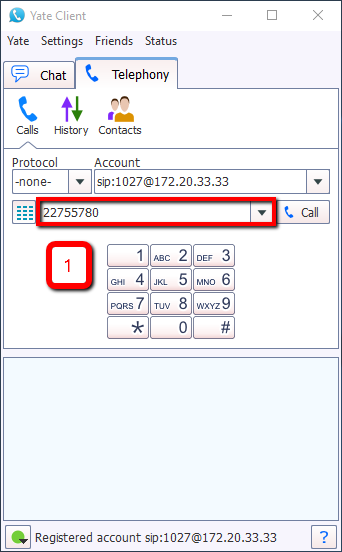 Yate Client
Yate Settings Friends Status
Chat Telephony
Calls History Contacts
Protocol Account
-none- sip:1027@172.20.33.33
22755780 Call
1
1 ABC 2 DEF 3
GHI 4 JKL 5 MNO 6
PQRS 7 TUV 8 WXYZ 9
* 0 #
Registered account sip:1027@172.20.33.33 ?